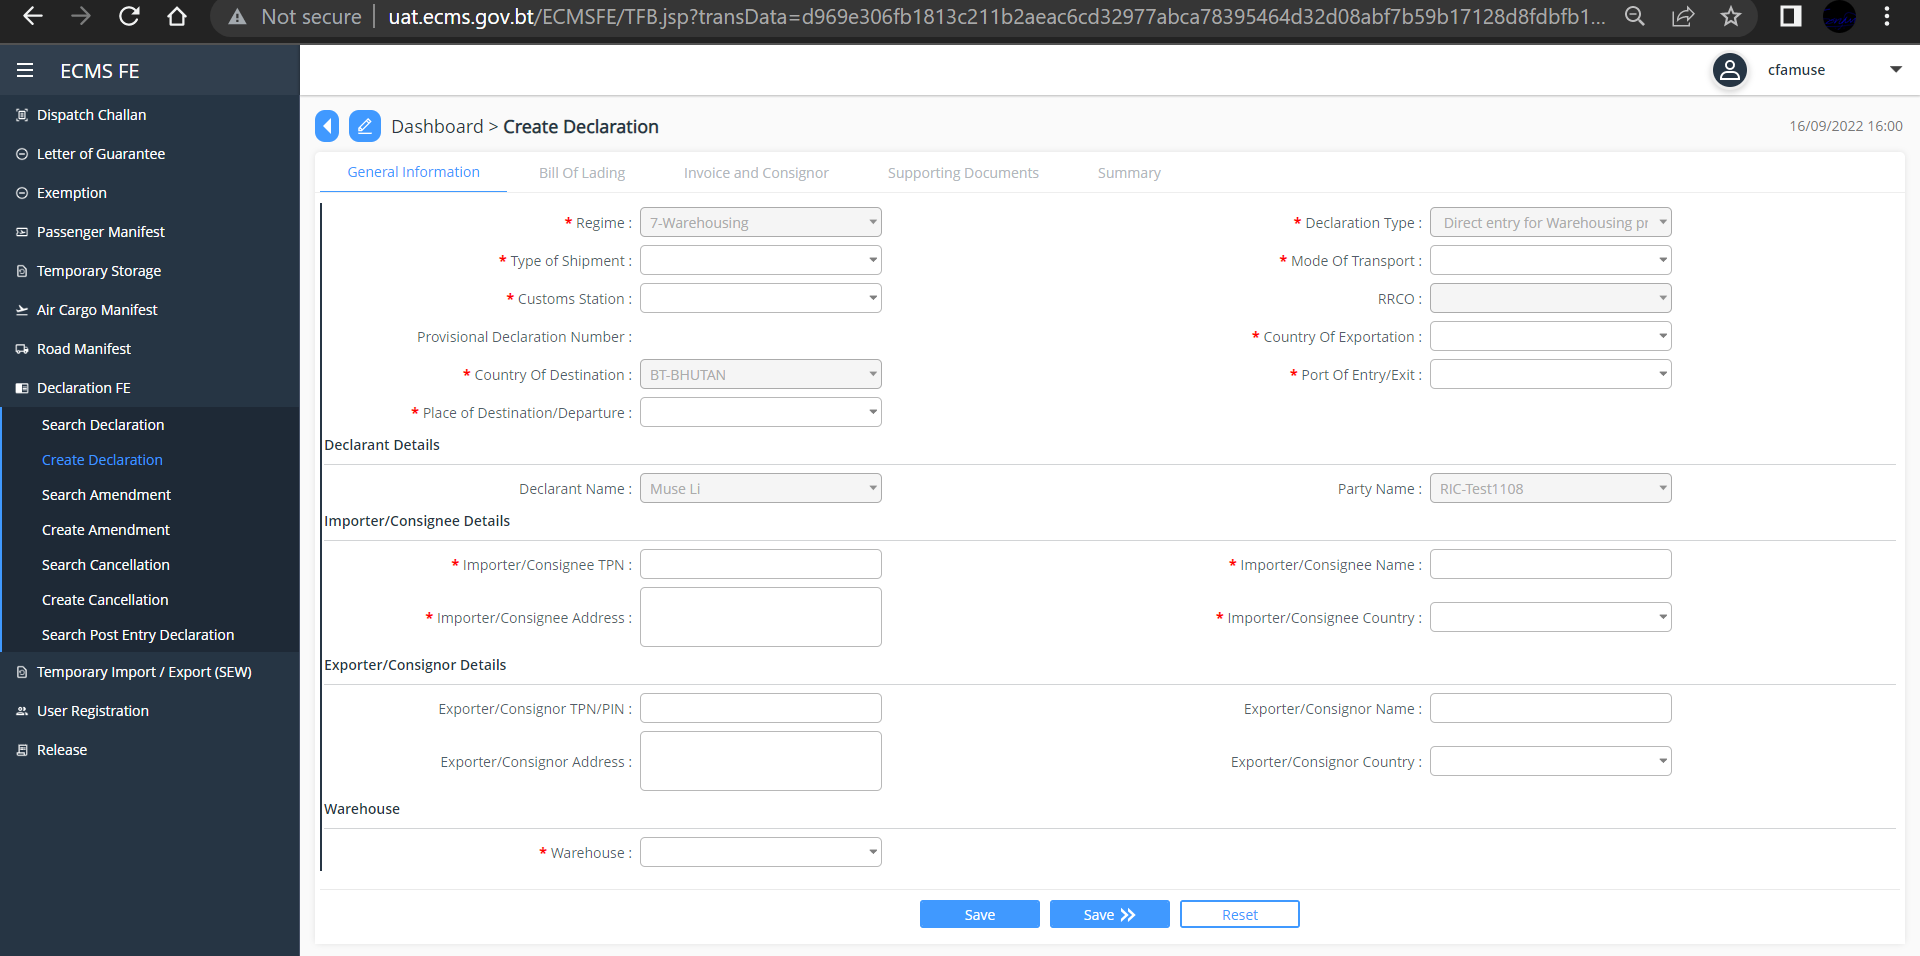 Not secure | uat.ecms.gov.bt/ECMSFE/TFB.jsp?transData=d969e306fb1813c211b2aeac6cd32977abca78395464d32d08abf7b59b17128d8fdbfb1...
ECMS FE
cfamuse
Dispatch Challan
Letter of Guarantee
Exemption
Passenger Manifest
Temporary Storage
Air Cargo Manifest
Road Manifest
Declaration FE
Search Declaration
Create Declaration
Search Amendment
Create Amendment
Search Cancellation
Create Cancellation
Search Post Entry Declaration
Temporary Import / Export (SEW)
User Registration
Release
Dashboard > Create Declaration
16/09/2022 16:00
General Information Bill Of Lading Invoice and Consignor Supporting Documents Summary
* Regime : 7-Warehousing * Declaration Type : Direct entry for Warehousing pr
* Type of Shipment : * Mode Of Transport :
* Customs Station : RRCO :
Provisional Declaration Number : * Country Of Exportation :
* Country Of Destination : BT-BHUTAN * Port Of Entry/Exit :
* Place of Destination/Departure :
Declarant Details
Declarant Name : Muse Li Party Name : RIC-Test1108
Importer/Consignee Details
* Importer/Consignee TPN : * Importer/Consignee Name :
* Importer/Consignee Address : * Importer/Consignee Country :
Exporter/Consignor Details
Exporter/Consignor TPN/PIN : Exporter/Consignor Name :
Exporter/Consignor Address : Exporter/Consignor Country :
Warehouse
* Warehouse :
Save Save Reset